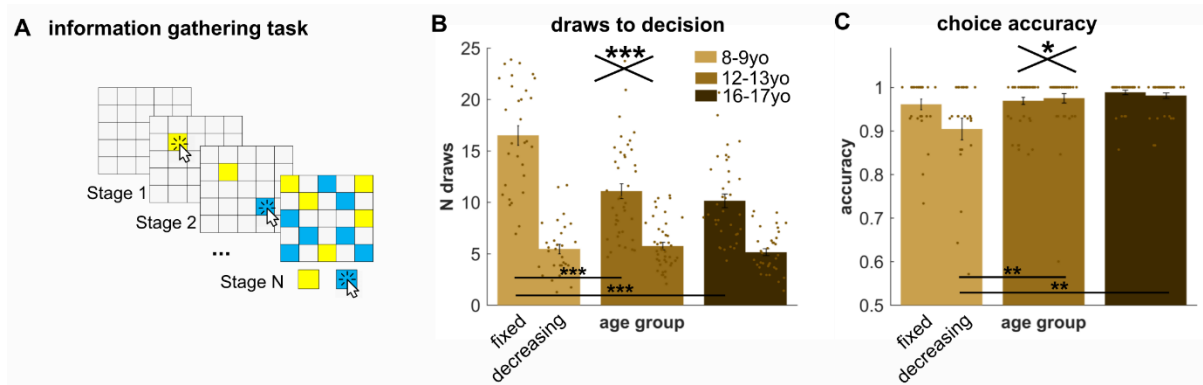 A information gathering task
Stage 1
Stage 2
...
Stage N
B draws to decision
***
8-9yo
12-13yo
16-17yo
N draws
25
20
15
10
5
0
***
***
fixed
decreasing
age group
C choice accuracy
*
accuracy
1
0.9
0.8
0.7
0.6
0.5
**
**
fixed
decreasing
age group